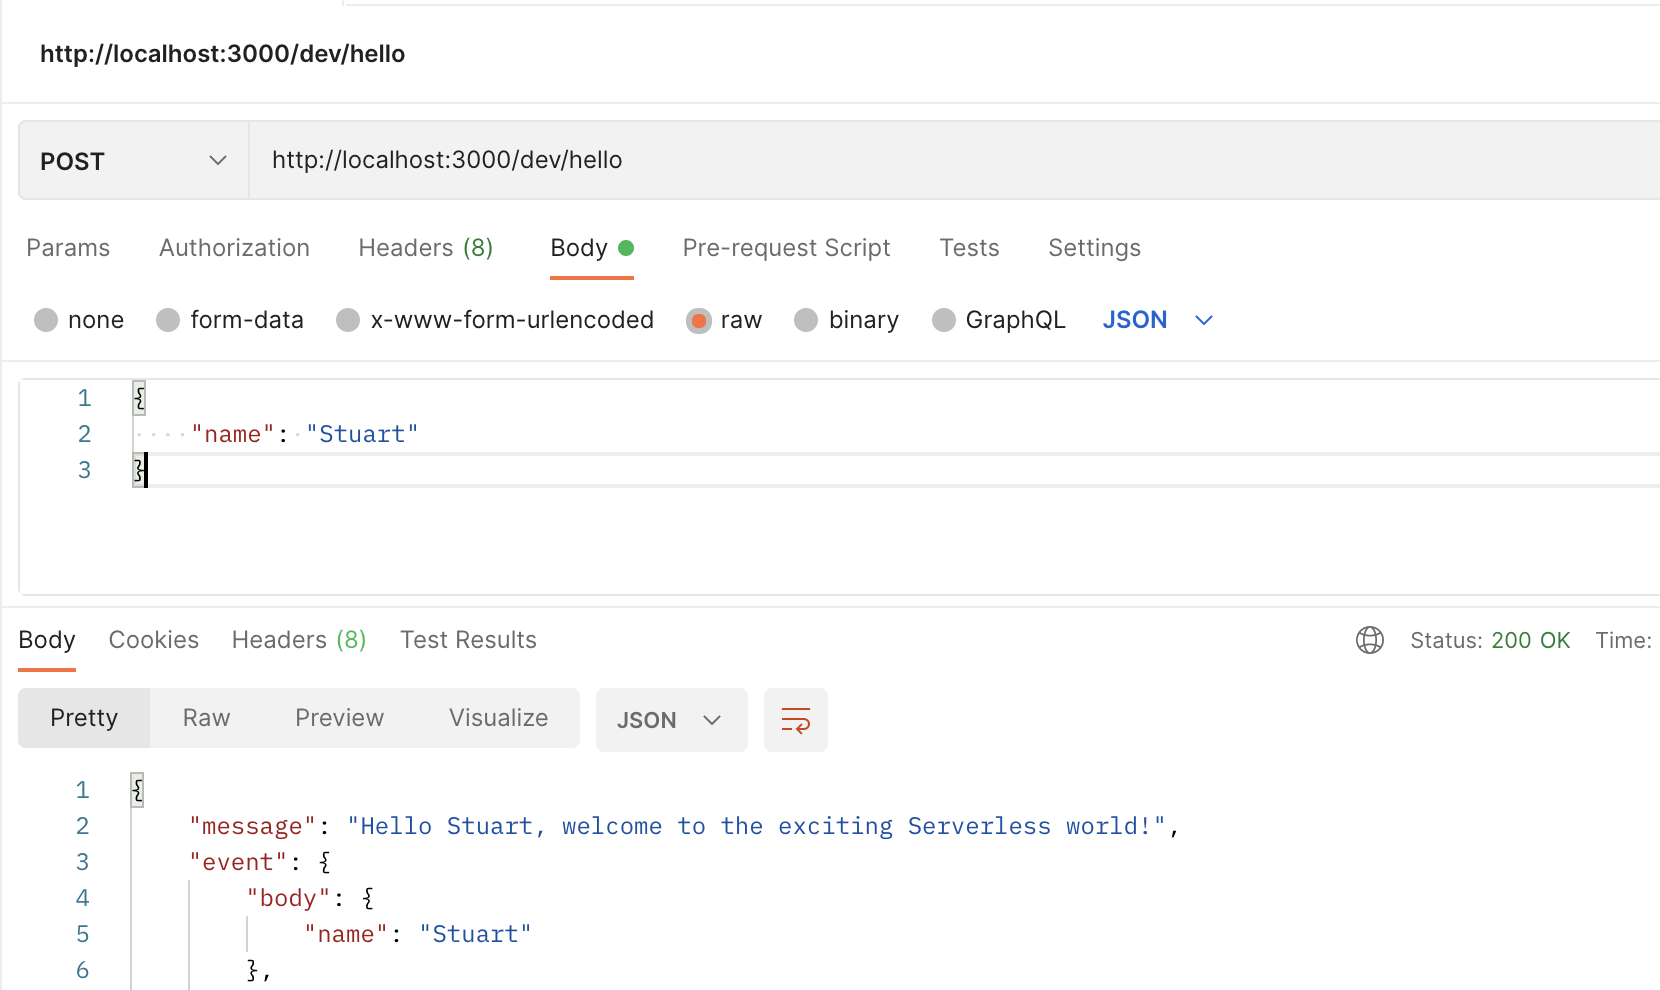 http://localhost:3000/dev/hello
POST http://localhost:3000/dev/hello
Params Authorization Headers (8) Body Pre-request Script Tests Settings
none form-data x-www-form-urlencoded raw binary GraphQL JSON
1 {
2 "name": "Stuart"
3 }
Body Cookies Headers (8) Test Results Status: 200 OK Time:
Pretty Raw Preview Visualize JSON
1 {
2 "message": "Hello Stuart, welcome to the exciting Serverless world!",
3 "event": {
4 "body": {
5 "name": "Stuart"
6 },